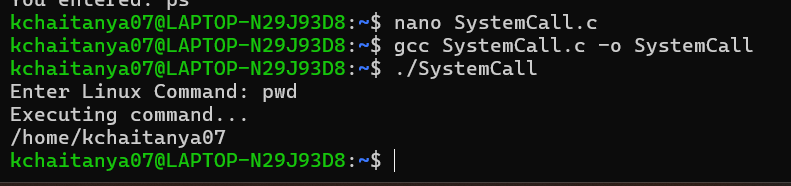 You entered: ps
kchaitanya07@LAPTOP-N29J93D8:~$ nano SystemCall.c
kchaitanya07@LAPTOP-N29J93D8:~$ gcc SystemCall.c -o SystemCall
kchaitanya07@LAPTOP-N29J93D8:~$ ./SystemCall
Enter Linux Command: pwd
Executing command...
/home/kchaitanya07
kchaitanya07@LAPTOP-N29J93D8:~$